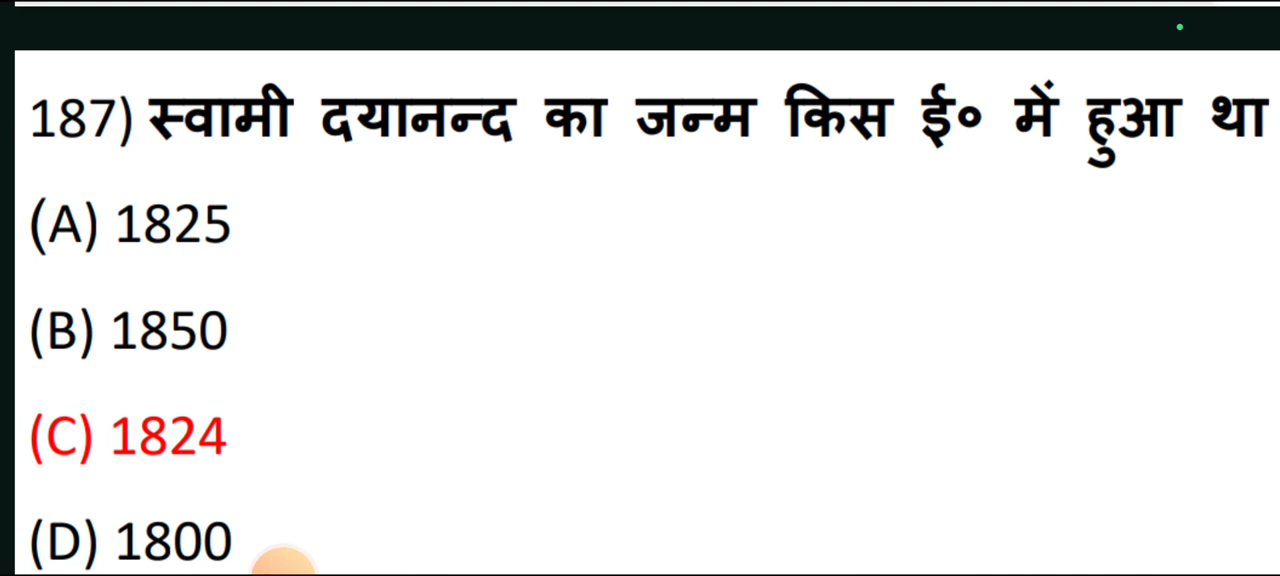 187) स्वामी दयानन्द का जन्म किस ई० में हुआ था
(A) 1825
(B) 1850
(C) 1824
(D) 1800